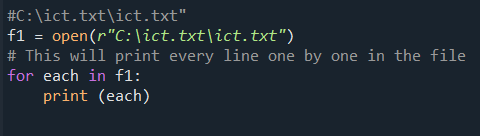 #C:\ict.txt\ict.txt"
f1 = open(r"C:\ict.txt\ict.txt")
# This will print every line one by one in the file
for each in f1:
    print (each)